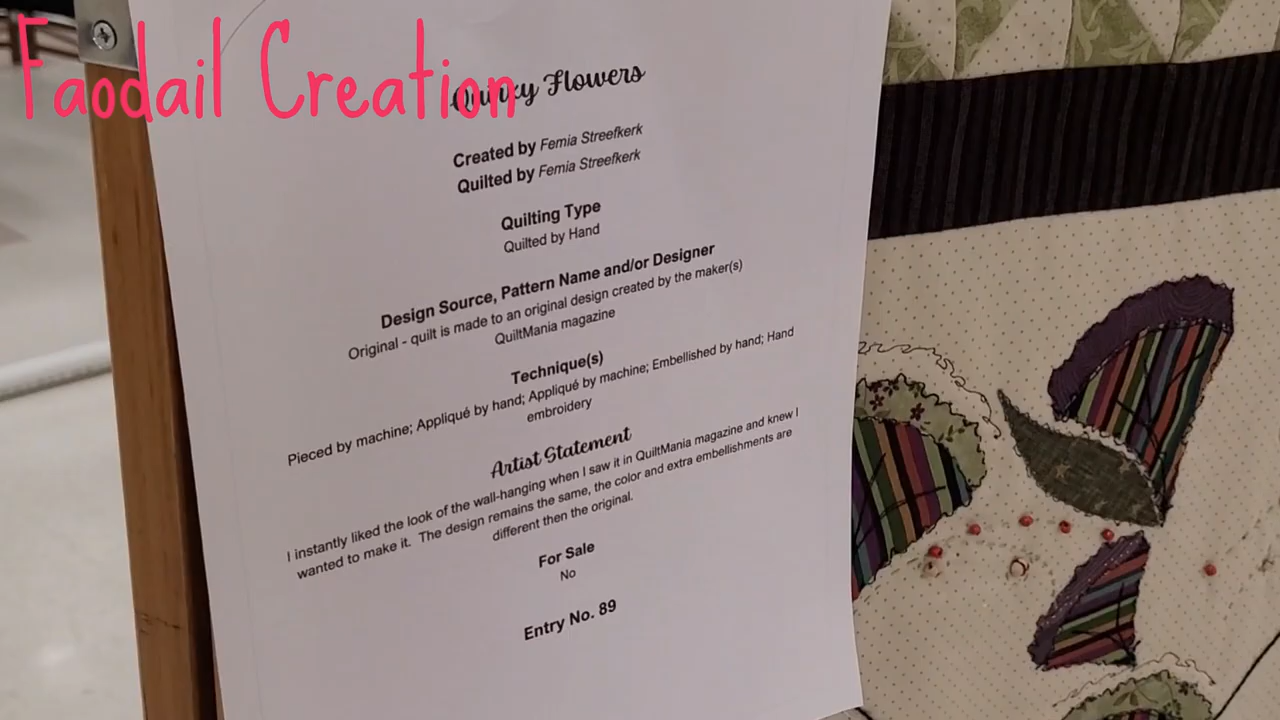 Faodail Creation
Quirky Flowers
Created by Femia Streefkerk
Quilted by Femia Streefkerk
Quilting Type
Quilted by Hand
Design Source, Pattern Name and/or Designer
Original - quilt is made to an original design created by the maker(s)
QuiltMania magazine
Technique(s)
Pieced by machine; Appliqué by hand; Appliqué by machine; Embellished by hand; Hand
embroidery
Artist Statement
I instantly liked the look of the wall-hanging when I saw it in QuiltMania magazine and knew I
wanted to make it. The design remains the same, the color and extra embellishments are
different then the original.
For Sale
No
Entry No. 89